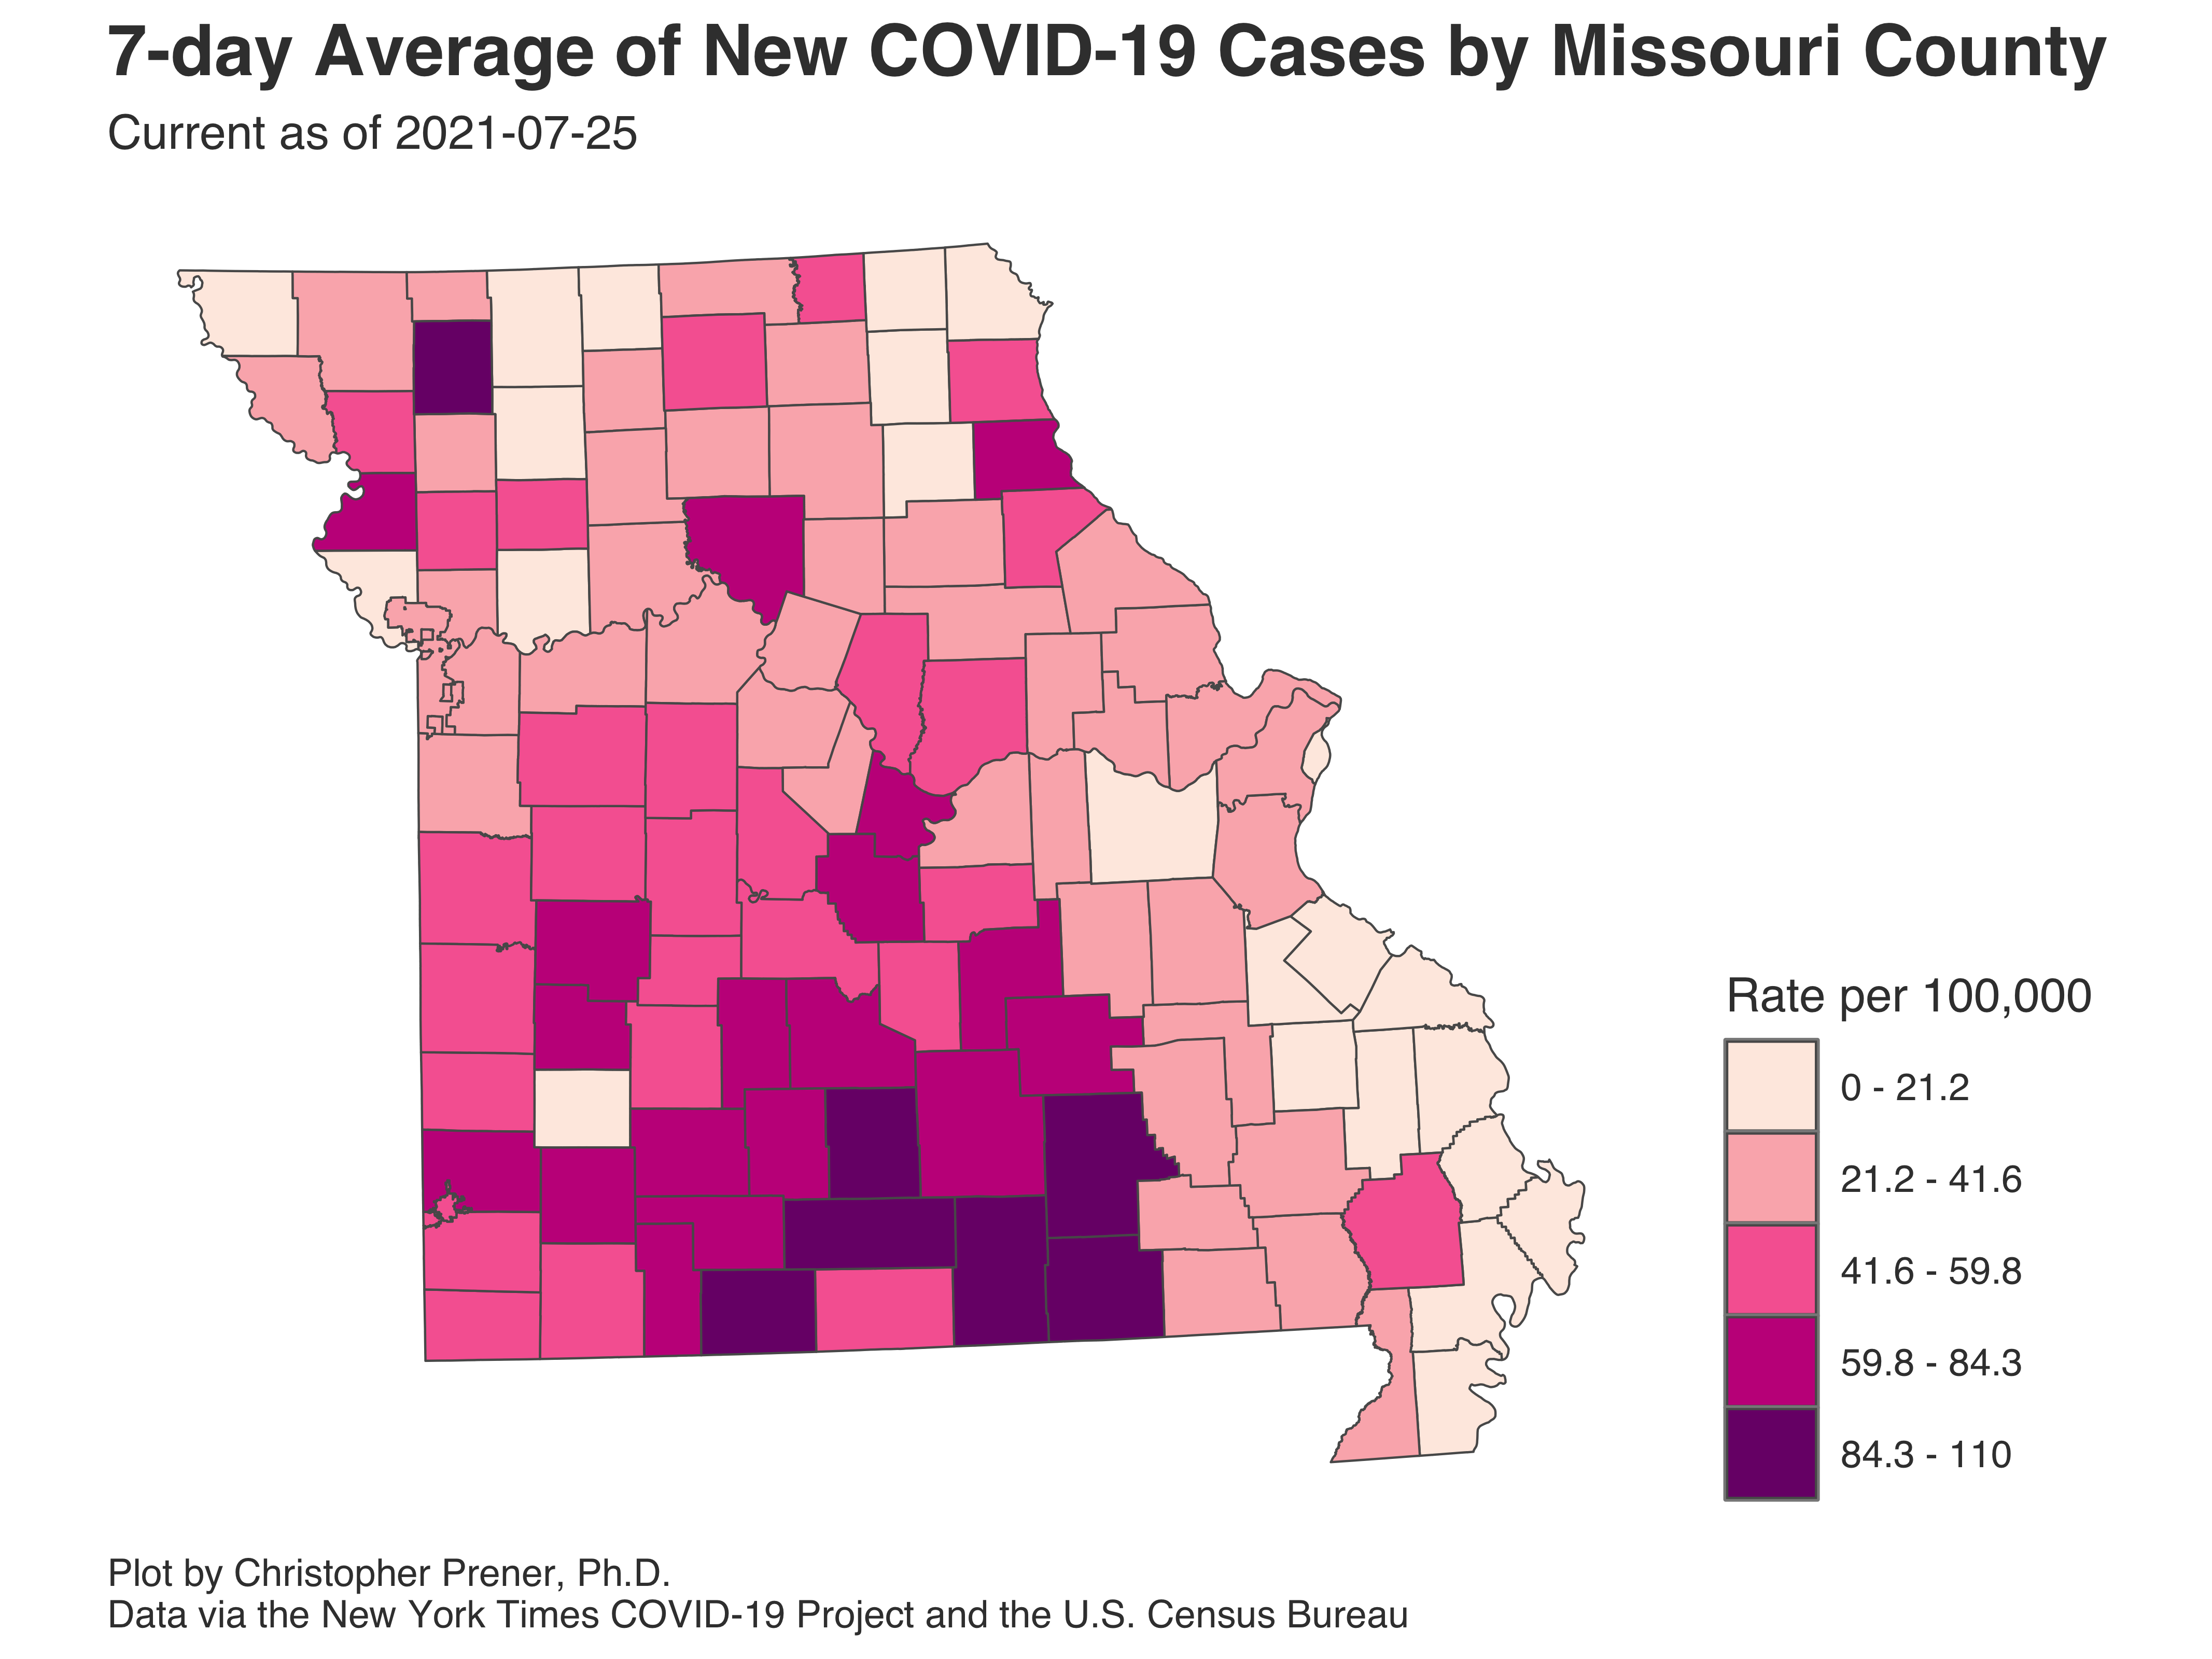 7-day Average of New COVID-19 Cases by Missouri County
Current as of 2021-07-25
Rate per 100,000
0 - 21.2
21.2 - 41.6
41.6 - 59.8
59.8 - 84.3
84.3 - 110
Plot by Christopher Prener, Ph.D.
Data via the New York Times COVID-19 Project and the U.S. Census Bureau